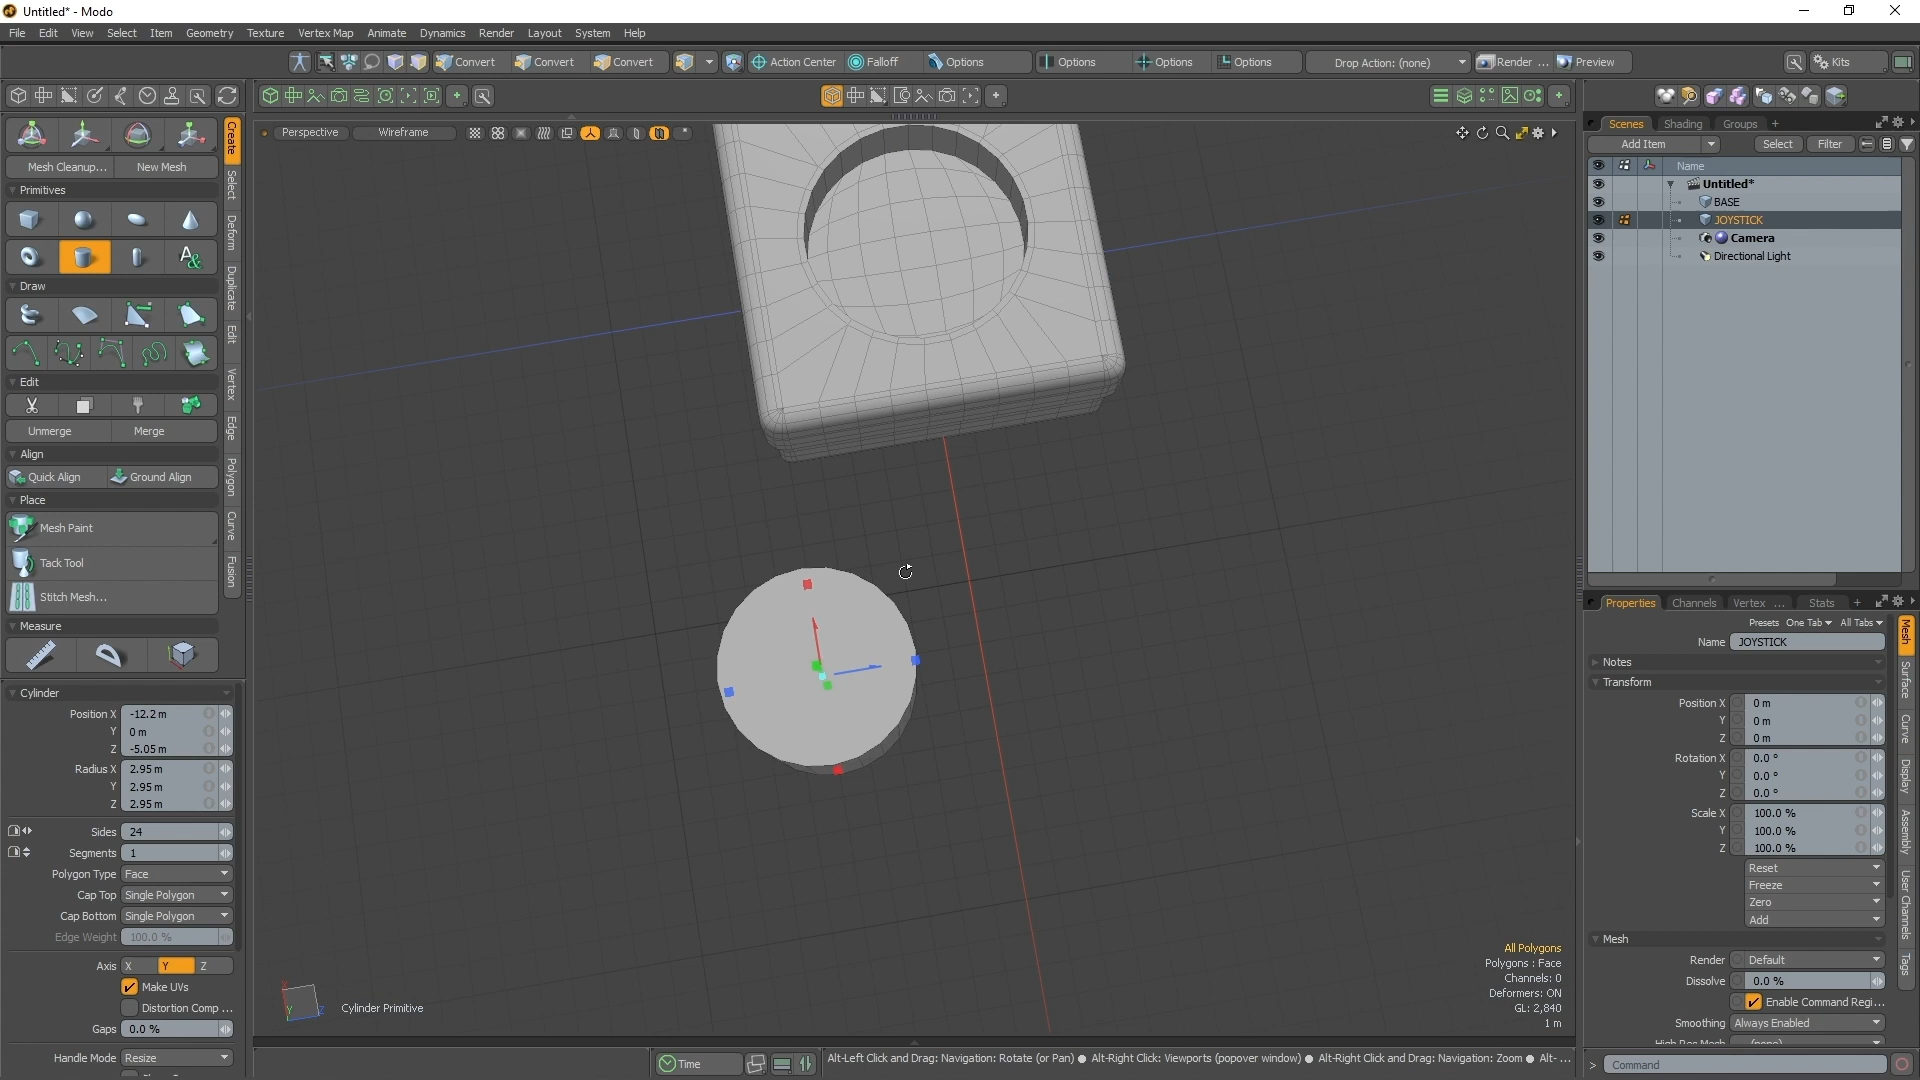 Untitled* - Modo
File Edit View Select Item Geometry Texture Vertex Map Animate Dynamics Render Layout System Help
Convert Convert Convert Action Center Falloff Options Options Options Options Drop Action: (none) Render ... Preview Kits
Perspective Wireframe
Mesh Cleanup... New Mesh
Primitives
Draw
Edit
Unmerge Merge
Align
Quick Align Ground Align
Place
Mesh Paint
Tack Tool
Stitch Mesh...
Measure
Create
Select
Deform
Duplicate
Edit
Vertex
Edge
Polygon
Curve
Fusion
Cylinder
Position X -12.2 m
Y 0 m
Z -5.05 m
Radius X 2.95 m
Y 2.95 m
Z 2.95 m
Sides 24
Segments 1
Polygon Type Face
Cap Top Single Polygon
Cap Bottom Single Polygon
Edge Weight 100.0 %
Axis X Y Z
Make UVs
Distortion Comp ...
Gaps 0.0 %
Handle Mode Resize
Cylinder Primitive
All Polygons
Polygons : Face
Channels: 0
Deformers: ON
GL: 2,840
1 m
Time
Alt-Left Click and Drag: Navigation: Rotate (or Pan) ● Alt-Right Click: Viewports (popover window) ● Alt-Right Click and Drag: Navigation: Zoom ● Alt- ...
Scenes Shading Groups +
Add Item Select Filter
Name
Untitled*
BASE
JOYSTICK
Camera
Directional Light
Properties Channels Vertex ... Stats +
Presets One Tab All Tabs
Name JOYSTICK
Notes
Transform
Position X 0 m
Y 0 m
Z 0 m
Rotation X 0.0 °
Y 0.0 °
Z 0.0 °
Scale X 100.0 %
Y 100.0 %
Z 100.0 %
Reset
Freeze
Zero
Add
Mesh
Render Default
Dissolve 0.0 %
Enable Command Regi...
Smoothing Always Enabled
Mesh
Surface
Curve
Display
Assembly
User Channels
Tags
> Command